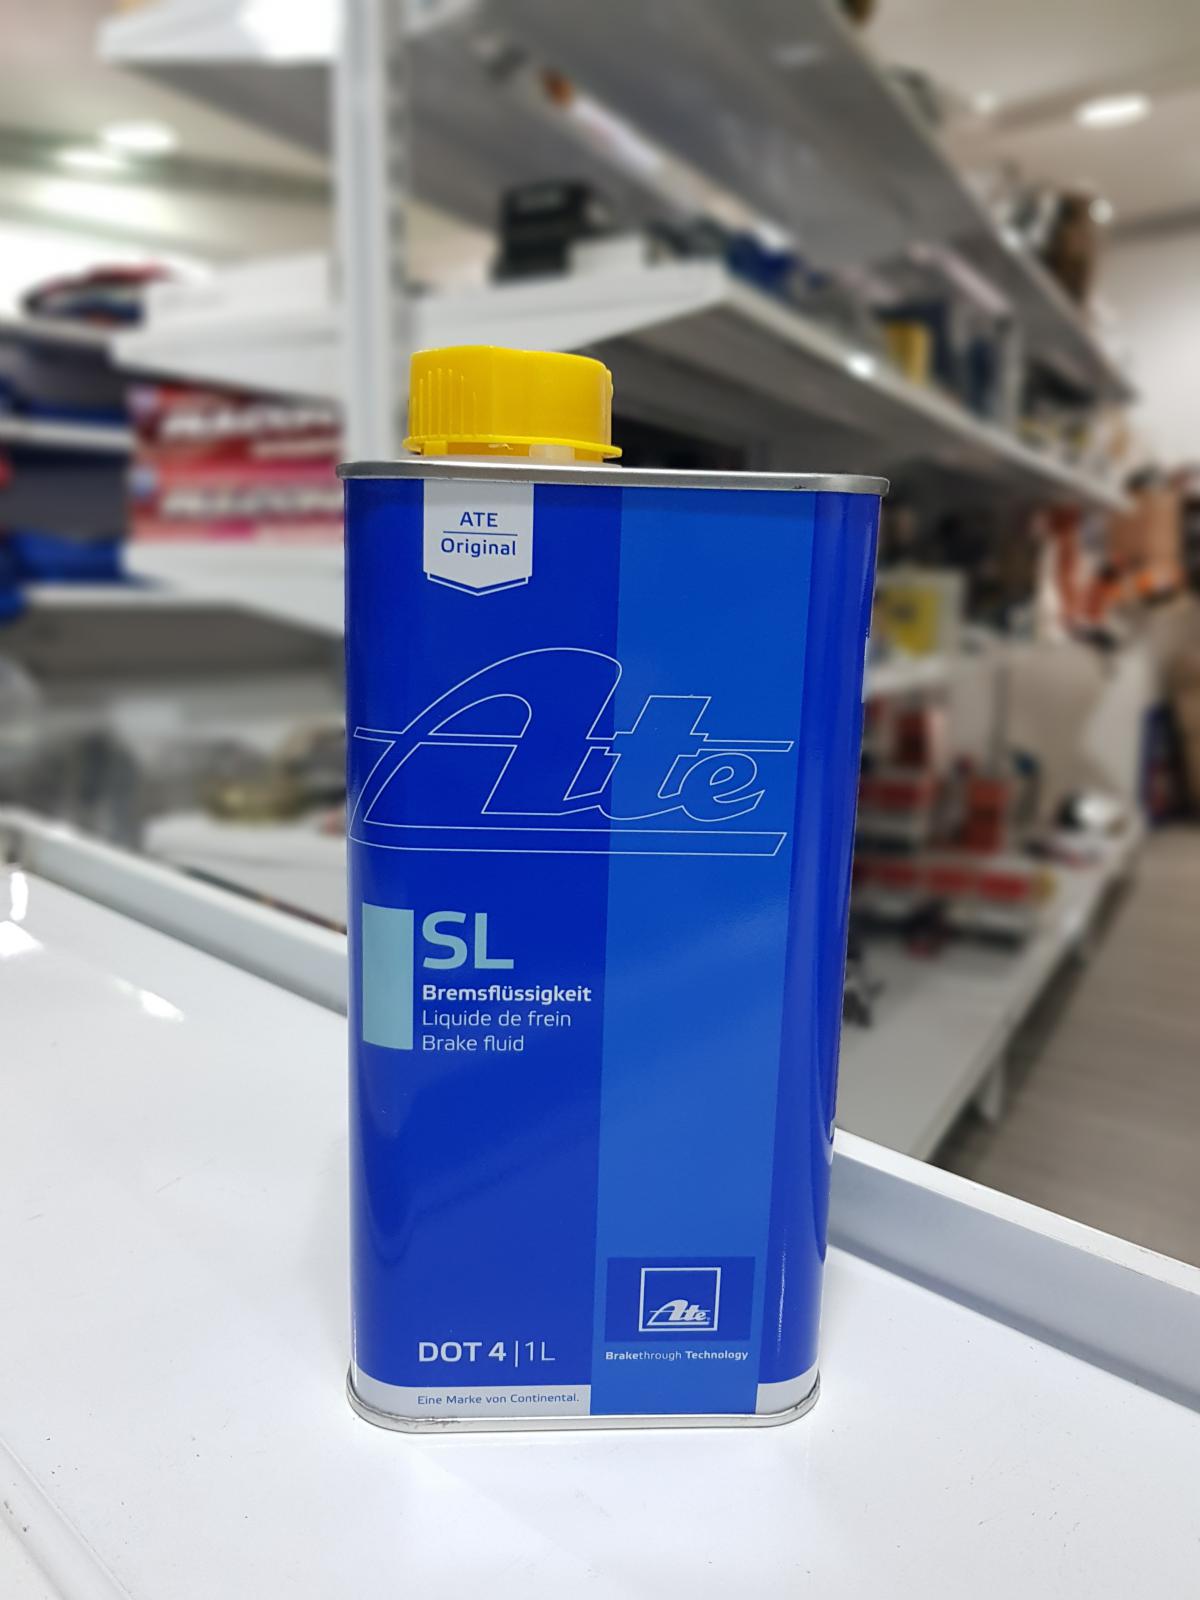 ATE
Original
Ate
SL
Bremsflüssigkeit
Liquide de frein
Brake fluid
Ate
DOT 4 | 1L
Brakethrough Technology
Eine Marke von Continental.